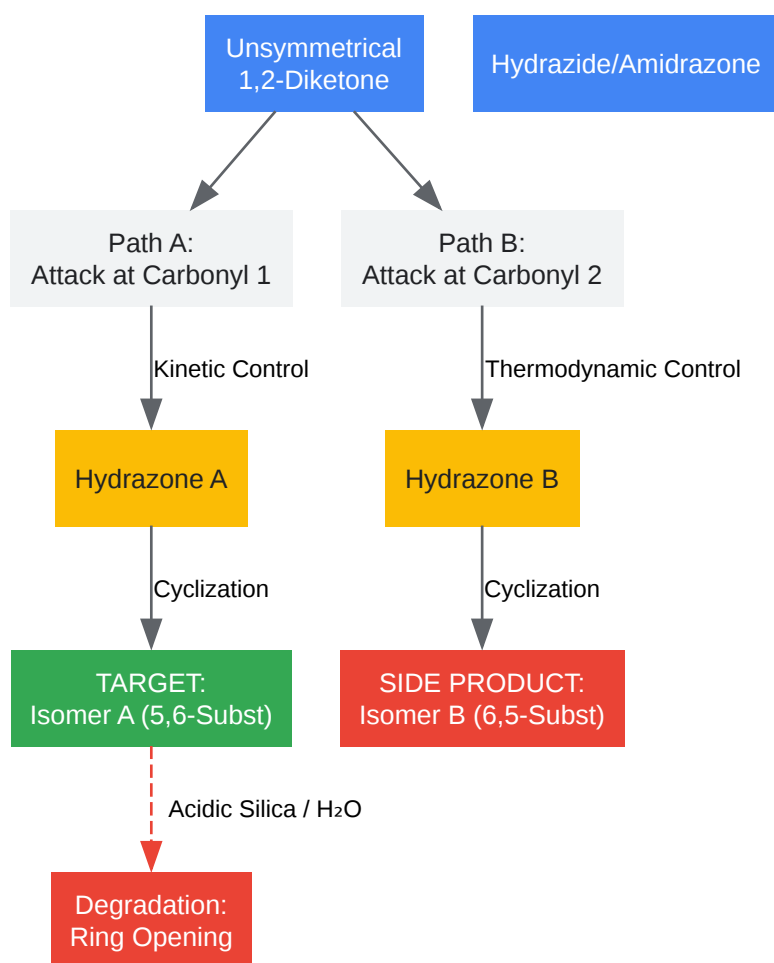 Unsymmetrical
1,2-Diketone
Hydrazide/Amidrazone
Path A:
Attack at Carbonyl 1
Path B:
Attack at Carbonyl 2
Kinetic Control
Thermodynamic Control
Hydrazone A
Hydrazone B
Cyclization
Cyclization
TARGET:
Isomer A (5,6-Subst)
SIDE PRODUCT:
Isomer B (6,5-Subst)
Acidic Silica / H₂O
Degradation:
Ring Opening